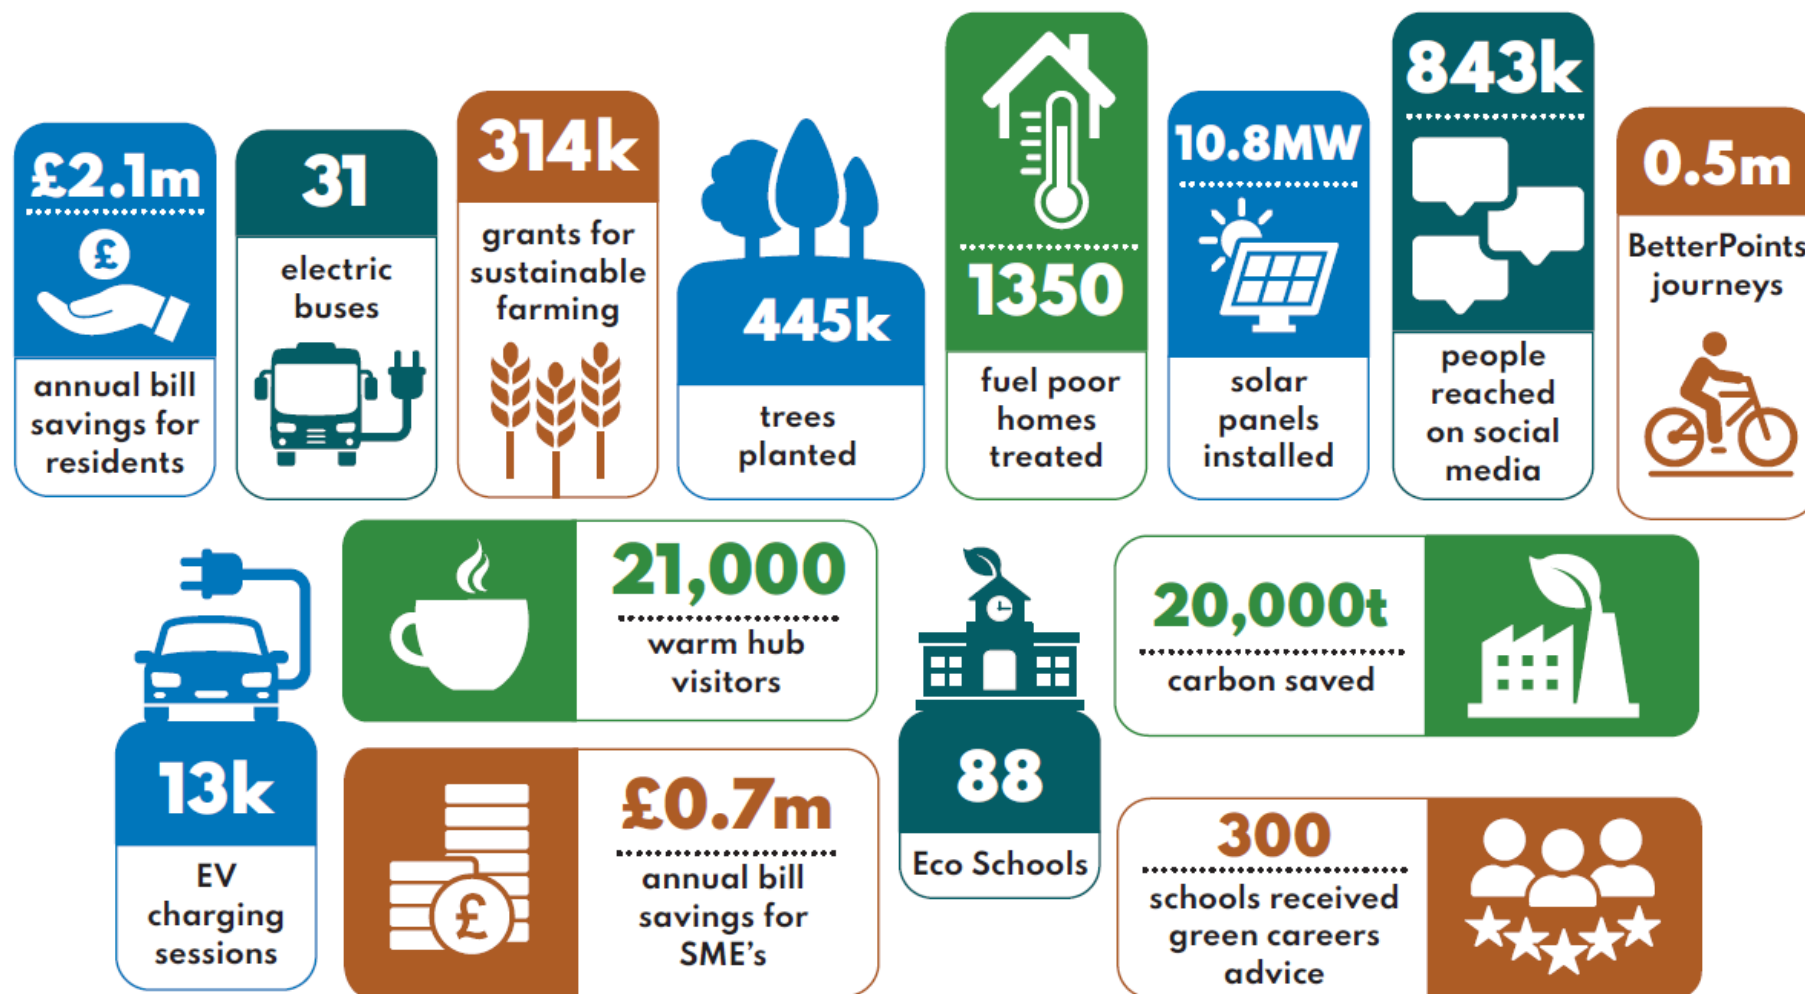 £2.1m
£
annual bill
savings for
residents
31
electric
buses
314k
grants for
sustainable
farming
445k
trees
planted
1350
fuel poor
homes
treated
10.8MW
solar
panels
installed
843k
people
reached
on social
media
0.5m
BetterPoints
journeys
13k
EV
charging
sessions
21,000
warm hub
visitors
£
£0.7m
annual bill
savings for
SME's
88
Eco Schools
20,000t
carbon saved
300
schools received
green careers
advice